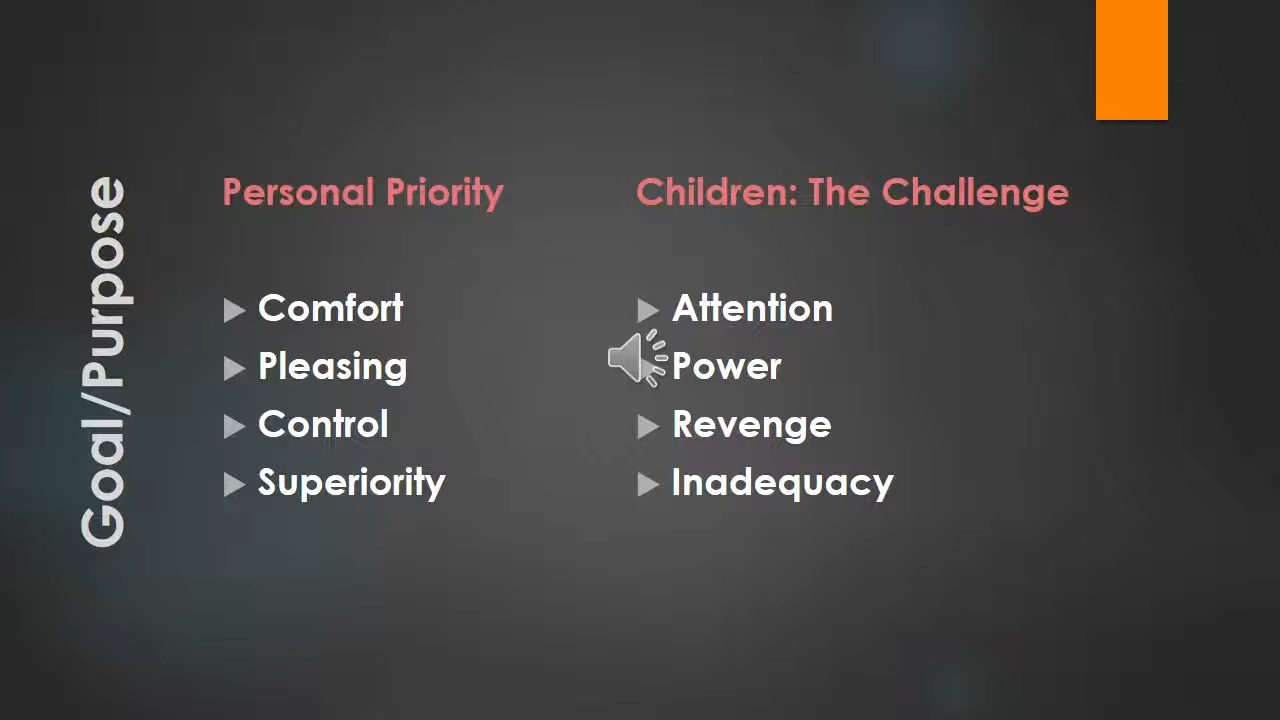 Goal/Purpose
Personal Priority
Comfort
Pleasing
Control
Superiority
Children: The Challenge
Attention
Power
Revenge
Inadequacy